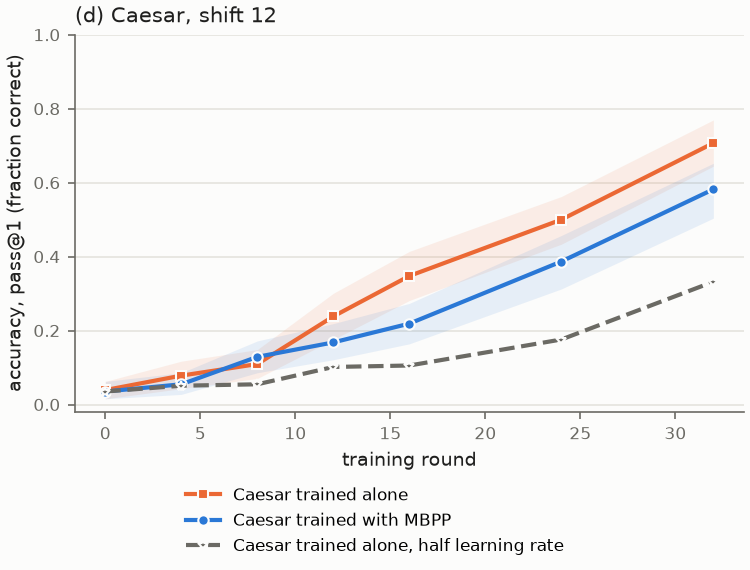 (d) Caesar, shift 12
accuracy, pass@1 (fraction correct)
1.0
0.8
0.6
0.4
0.2
0.0
0 5 10 15 20 25 30
training round
Caesar trained alone
Caesar trained with MBPP
Caesar trained alone, half learning rate